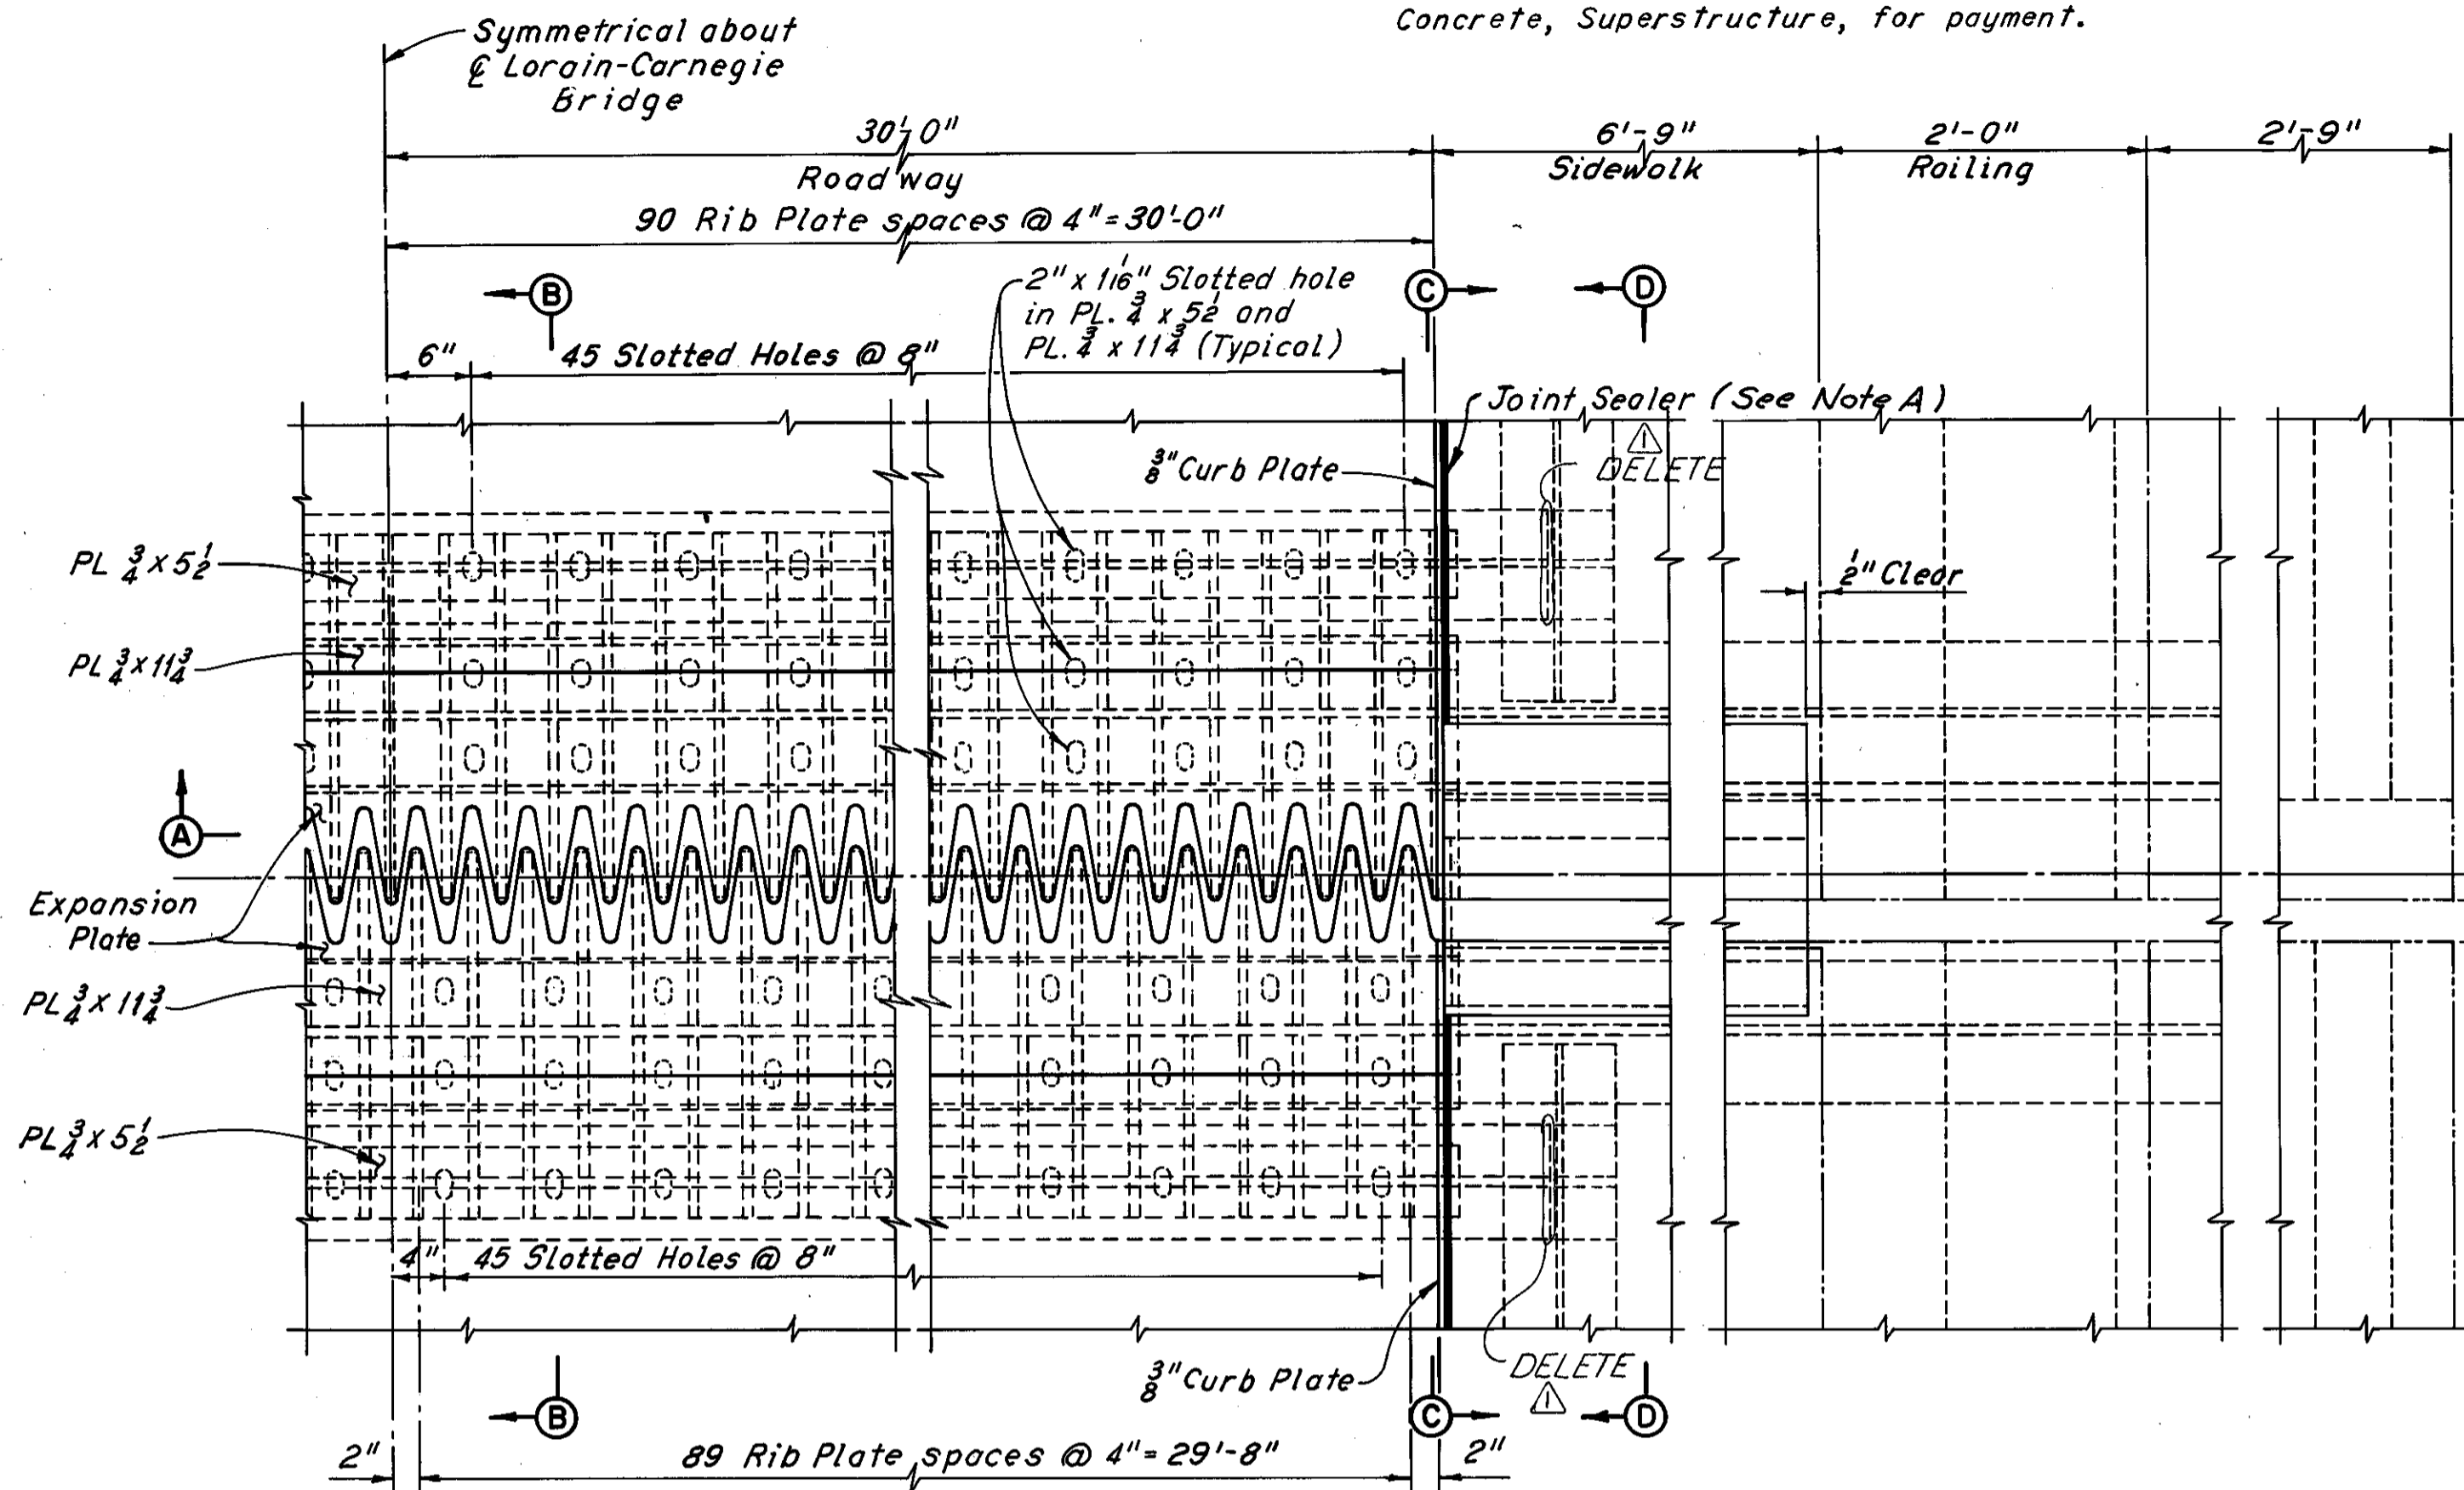 Concrete, Superstructure, for payment.
Symmetrical about
℄ Lorain-Carnegie
Bridge
30'-0"
Roadway
6'-9"
Sidewalk
2'-0"
Railing
2'-9"
90 Rib Plate spaces @ 4"=30'-0"
B
C
D
2" x 1 1/16" Slotted hole
in PL. 3/4 x 5 1/2 and
PL. 3/4 x 11 3/4 (Typical)
6"
45 Slotted Holes @ 8"
Joint Sealer (See Note A)
1
DELETE
3/8" Curb Plate
PL 3/4 x 5 1/2
1/2" Clear
PL 3/4 x 11 3/4
A
Expansion
Plate
PL 3/4 x 11 3/4
PL 3/4 x 5 1/2
4"
45 Slotted Holes @ 8"
3/8" Curb Plate
DELETE
1
B
C
D
2"
89 Rib Plate spaces @ 4"=29'-8"
2"